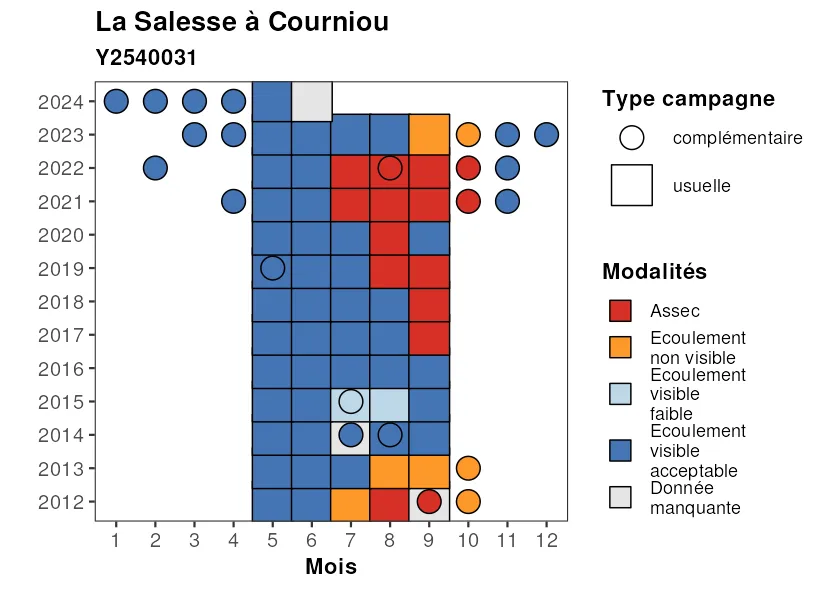 La Salesse à Courniou
Y2540031
2024
2023
2022
2021
2020
2019
2018
2017
2016
2015
2014
2013
2012
1 2 3 4 5 6 7 8 9 10 11 12
Mois
Type campagne
complémentaire
usuelle
Modalités
Assec
Ecoulement
non visible
Ecoulement
visible
faible
Ecoulement
visible
acceptable
Donnée
manquante